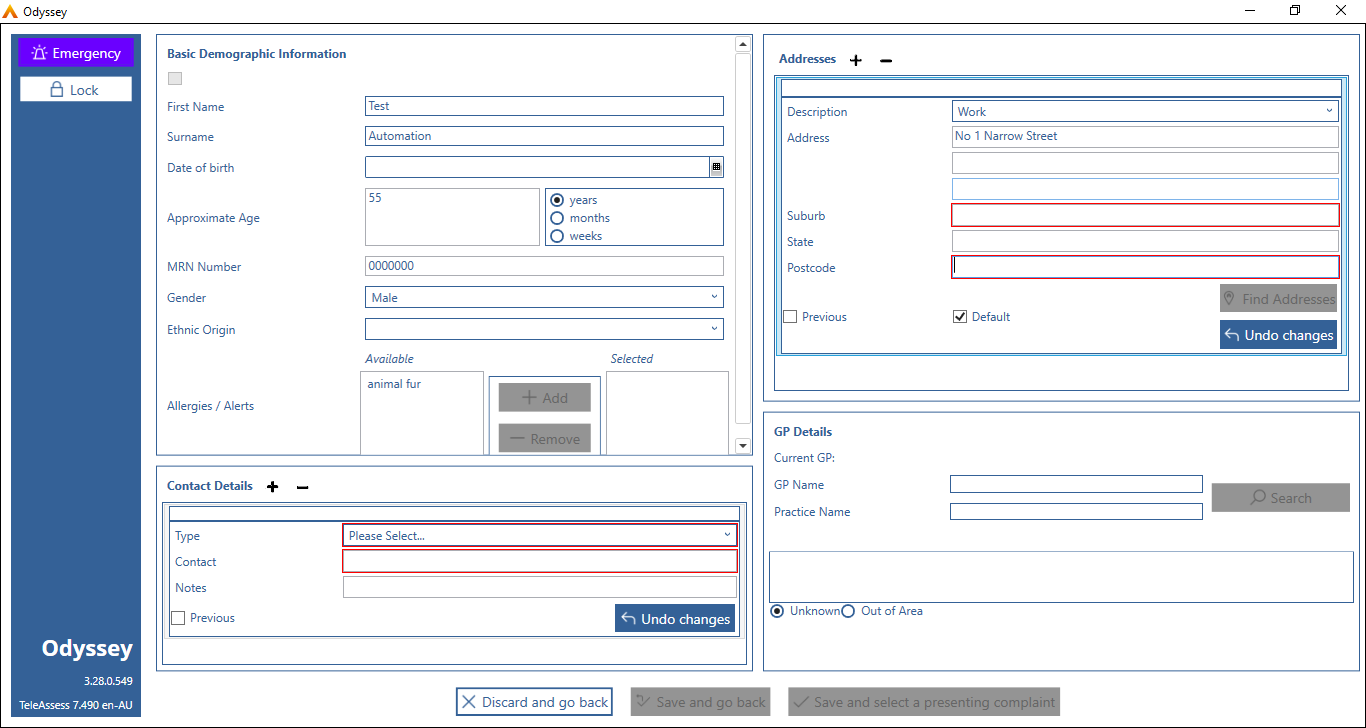 Odyssey
Emergency
Lock
Basic Demographic Information
First Name
Test
Surname
Automation
Date of birth
Approximate Age
55
years
months
weeks
MRN Number
0000000
Gender
Male
Ethnic Origin
Available
Selected
Allergies / Alerts
animal fur
Add
Remove
Contact Details
Type
Please Select...
Contact
Notes
Previous
Undo changes
Addresses
Description
Work
Address
No 1 Narrow Street
Suburb
State
Postcode
Find Addresses
Previous
Default
Undo changes
GP Details
Current GP:
GP Name
Search
Practice Name
Unknown
Out of Area
Odyssey
3.28.0.549
TeleAssess 7.490 en-AU
Discard and go back
Save and go back
Save and select a presenting complaint